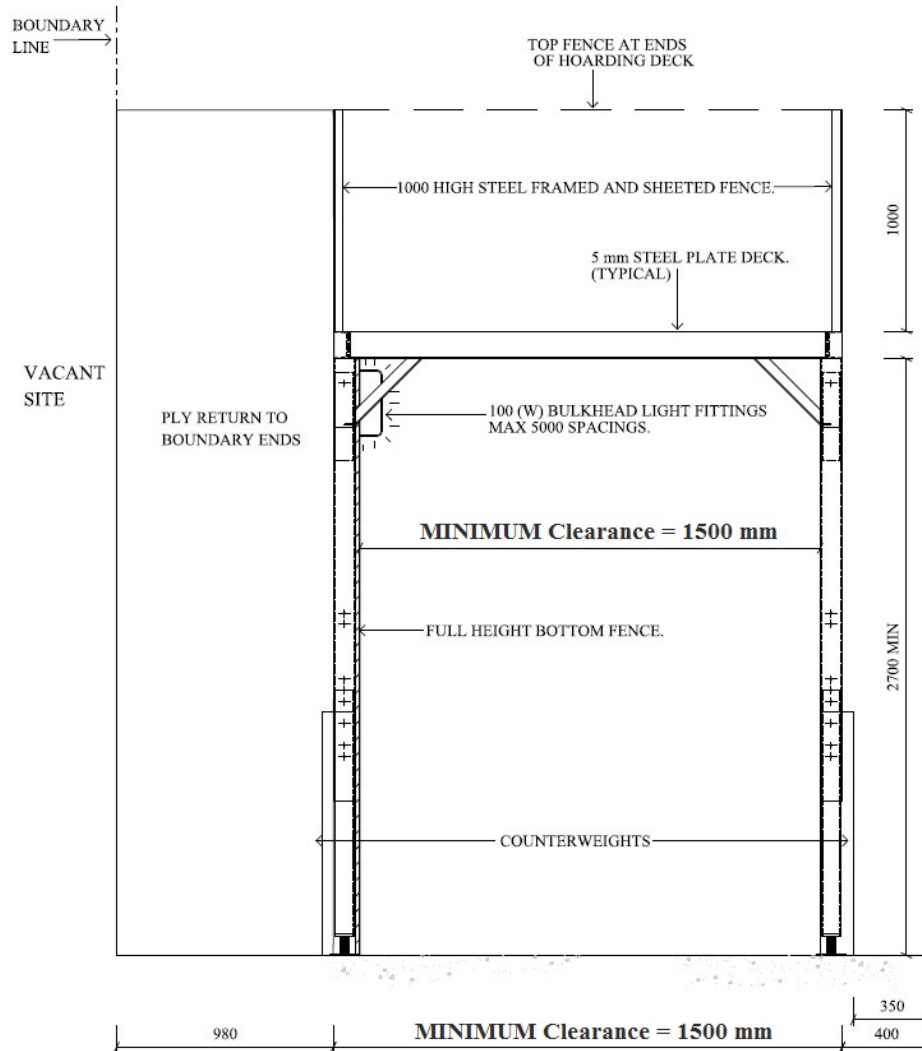 BOUNDARY
LINE
TOP FENCE AT ENDS
OF HOARDING DECK
1000 HIGH STEEL FRAMED AND SHEETED FENCE.
1000
5 mm STEEL PLATE DECK.
(TYPICAL)
VACANT
SITE
PLY RETURN TO
BOUNDARY ENDS
100 (W) BULKHEAD LIGHT FITTINGS
MAX 5000 SPACINGS.
MINIMUM Clearance = 1500 mm
FULL HEIGHT BOTTOM FENCE.
2700 MIN
COUNTERWEIGHTS
350
980
MINIMUM Clearance = 1500 mm
400